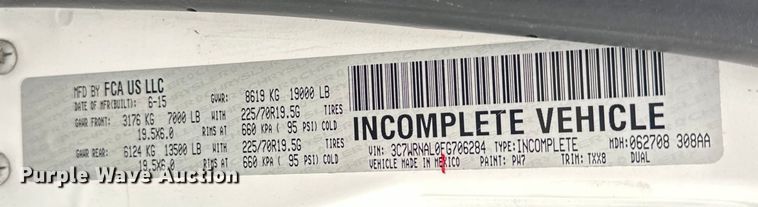 MFD BY FCA US LLC
DATE OF MFR(BUILT): 6-15 GVWR: 8619 KG 19000 LB
GAWR FRONT: 3176 KG 7000 LB WITH 225/70R19.5G TIRES
19.5X6.0 RIMS AT 660 KPA ( 95 PSI) COLD
GAWR REAR: 6124 KG 13500 LB WITH 225/70R19.5G TIRES
19.5X6.0 RIMS AT 660 KPA ( 95 PSI) COLD
INCOMPLETE VEHICLE
VIN: 3C7WRNAL0FG706284 TYPE:INCOMPLETE MDH:062708 308AA
VEHICLE MADE IN MEXICO PAINT: PW7 TRIM: TXX8 DUAL
Purple Wave Auction